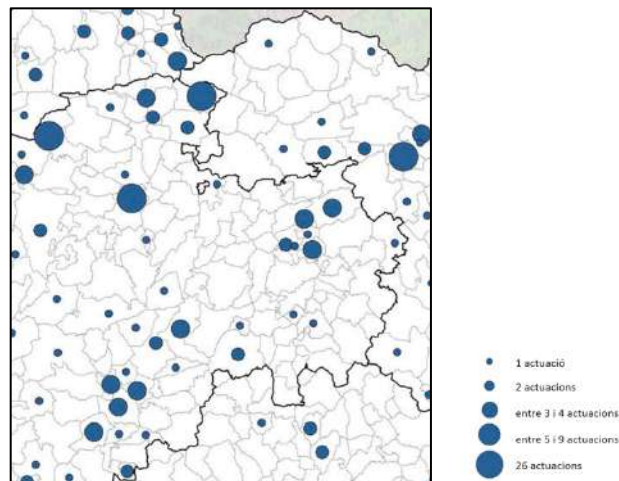 1 actuació
2 actuacions
entre 3 i 4 actuacions
entre 5 i 9 actuacions
26 actuacions